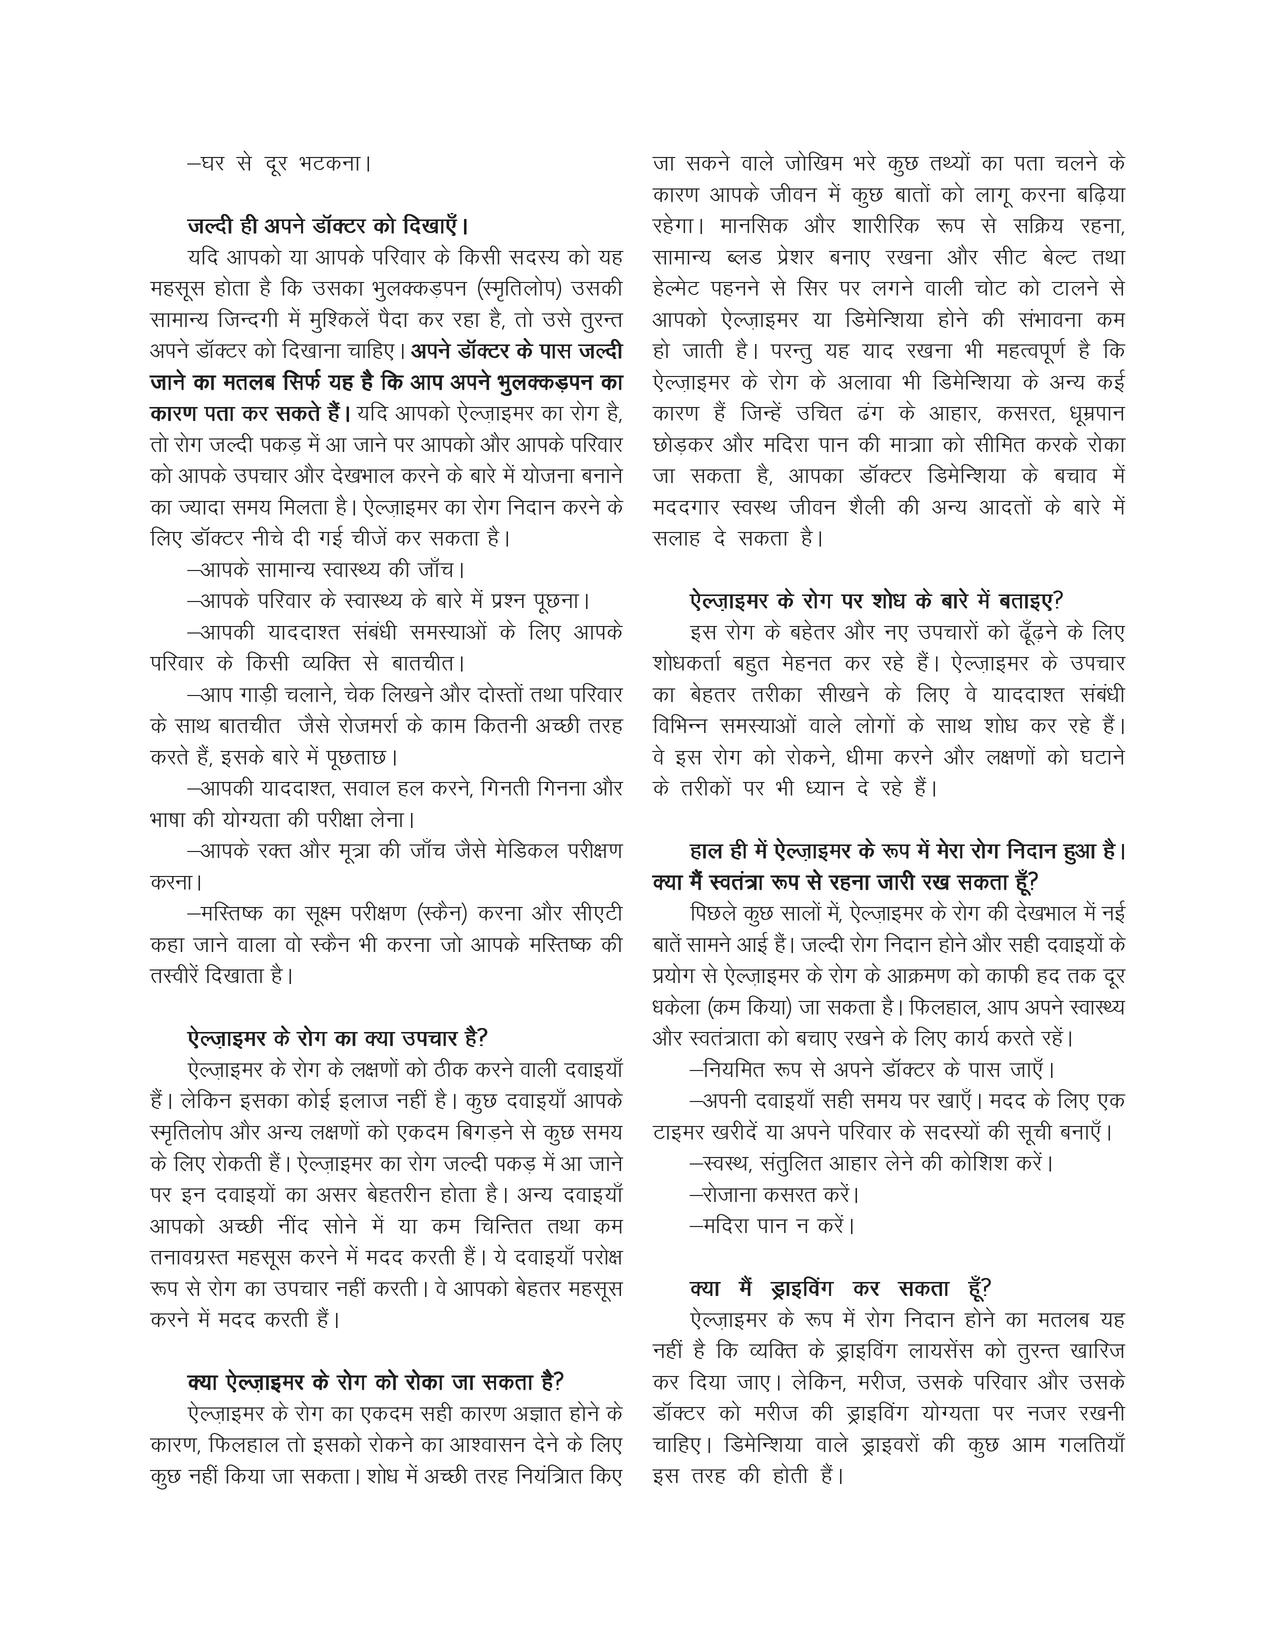 –घर से दूर भटकना।
जल्दी ही अपने डॉक्टर को दिखाएँ।
यदि आपको या आपके परिवार के किसी सदस्य को यह
महसूस होता है कि उसका भुलक्कड़पन (स्मृतिलोप) उसकी
सामान्य जिन्दगी में मुश्किलें पैदा कर रहा है, तो उसे तुरन्त
अपने डॉक्टर को दिखाना चाहिए। अपने डॉक्टर के पास जल्दी
जाने का मतलब सिर्फ यह है कि आप अपने भुलक्कड़पन का
कारण पता कर सकते हैं। यदि आपको ऐल्ज़ाइमर का रोग है,
तो रोग जल्दी पकड़ में आ जाने पर आपको और आपके परिवार
को आपके उपचार और देखभाल करने के बारे में योजना बनाने
का ज्यादा समय मिलता है। ऐल्ज़ाइमर का रोग निदान करने के
लिए डॉक्टर नीचे दी गई चीजें कर सकता है।
–आपके सामान्य स्वास्थ्य की जाँच।
–आपके परिवार के स्वास्थ्य के बारे में प्रश्न पूछना।
–आपकी याददाश्त संबंधी समस्याओं के लिए आपके
परिवार के किसी व्यक्ति से बातचीत।
–आप गाड़ी चलाने, चेक लिखने और दोस्तों तथा परिवार
के साथ बातचीत जैसे रोजमर्रा के काम कितनी अच्छी तरह
करते हैं, इसके बारे में पूछताछ।
–आपकी याददाश्त, सवाल हल करने, गिनती गिनना और
भाषा की योग्यता की परीक्षा लेना।
–आपके रक्त और मूत्रा की जाँच जैसे मेडिकल परीक्षण
करना।
–मस्तिष्क का सूक्ष्म परीक्षण (स्कैन) करना और सीएटी
कहा जाने वाला वो स्कैन भी करना जो आपके मस्तिष्क की
तस्वीरें दिखाता है।
ऐल्ज़ाइमर के रोग का क्या उपचार है?
ऐल्ज़ाइमर के रोग के लक्षणों को ठीक करने वाली दवाइयाँ
हैं। लेकिन इसका कोई इलाज नहीं है। कुछ दवाइयाँ आपके
स्मृतिलोप और अन्य लक्षणों को एकदम बिगड़ने से कुछ समय
के लिए रोकती हैं। ऐल्ज़ाइमर का रोग जल्दी पकड़ में आ जाने
पर इन दवाइयों का असर बेहतरीन होता है। अन्य दवाइयाँ
आपको अच्छी नींद सोने में या कम चिन्तित तथा कम
तनावग्रस्त महसूस करने में मदद करती हैं। ये दवाइयाँ परोक्ष
रूप से रोग का उपचार नहीं करती। वे आपको बेहतर महसूस
करने में मदद करती हैं।
क्या ऐल्ज़ाइमर के रोग को रोका जा सकता है?
ऐल्ज़ाइमर के रोग का एकदम सही कारण अज्ञात होने के
कारण, फिलहाल तो इसको रोकने का आश्वासन देने के लिए
कुछ नहीं किया जा सकता। शोध में अच्छी तरह नियंत्रिात किए
जा सकने वाले जोखिम भरे कुछ तथ्यों का पता चलने के
कारण आपके जीवन में कुछ बातों को लागू करना बढ़िया
रहेगा। मानसिक और शारीरिक रूप से सक्रिय रहना,
सामान्य ब्लड प्रेशर बनाए रखना और सीट बेल्ट तथा
हेल्मेट पहनने से सिर पर लगने वाली चोट को टालने से
आपको ऐल्ज़ाइमर या डिमेन्शिया होने की संभावना कम
हो जाती है। परन्तु यह याद रखना भी महत्वपूर्ण है कि
ऐल्ज़ाइमर के रोग के अलावा भी डिमेन्शिया के अन्य कई
कारण हैं जिन्हें उचित ढंग के आहार, कसरत, धूम्रपान
छोड़कर और मदिरा पान की मात्राा को सीमित करके रोका
जा सकता है, आपका डॉक्टर डिमेन्शिया के बचाव में
मददगार स्वस्थ जीवन शैली की अन्य आदतों के बारे में
सलाह दे सकता है।
ऐल्ज़ाइमर के रोग पर शोध के बारे में बताइए?
इस रोग के बहेतर और नए उपचारों को ढूँढ़ने के लिए
शोधकर्ता बहुत मेहनत कर रहे हैं। ऐल्ज़ाइमर के उपचार
का बेहतर तरीका सीखने के लिए वे याददाश्त संबंधी
विभिन्न समस्याओं वाले लोगों के साथ शोध कर रहे हैं।
वे इस रोग को रोकने, धीमा करने और लक्षणों को घटाने
के तरीकों पर भी ध्यान दे रहे हैं।
हाल ही में ऐल्ज़ाइमर के रूप में मेरा रोग निदान हुआ है।
क्या मैं स्वतंत्रा रूप से रहना जारी रख सकता हूँ?
पिछले कुछ सालों में, ऐल्ज़ाइमर के रोग की देखभाल में नई
बातें सामने आई हैं। जल्दी रोग निदान होने और सही दवाइयों के
प्रयोग से ऐल्ज़ाइमर के रोग के आक्रमण को काफी हद तक दूर
धकेला (कम किया) जा सकता है। फिलहाल, आप अपने स्वास्थ्य
और स्वतंत्राता को बचाए रखने के लिए कार्य करते रहें।
–नियमित रूप से अपने डॉक्टर के पास जाएँ।
–अपनी दवाइयाँ सही समय पर खाएँ। मदद के लिए एक
टाइमर खरीदें या अपने परिवार के सदस्यों की सूची बनाएँ।
–स्वस्थ, संतुलित आहार लेने की कोशिश करें।
–रोजाना कसरत करें।
–मदिरा पान न करें।
क्या मैं ड्राइविंग कर सकता हूँ?
ऐल्ज़ाइमर के रूप में रोग निदान होने का मतलब यह
नहीं है कि व्यक्ति के ड्राइविंग लायसेंस को तुरन्त खारिज
कर दिया जाए। लेकिन, मरीज, उसके परिवार और उसके
डॉक्टर को मरीज की ड्राइविंग योग्यता पर नजर रखनी
चाहिए। डिमेन्शिया वाले ड्राइवरों की कुछ आम गलतियाँ
इस तरह की होती हैं।